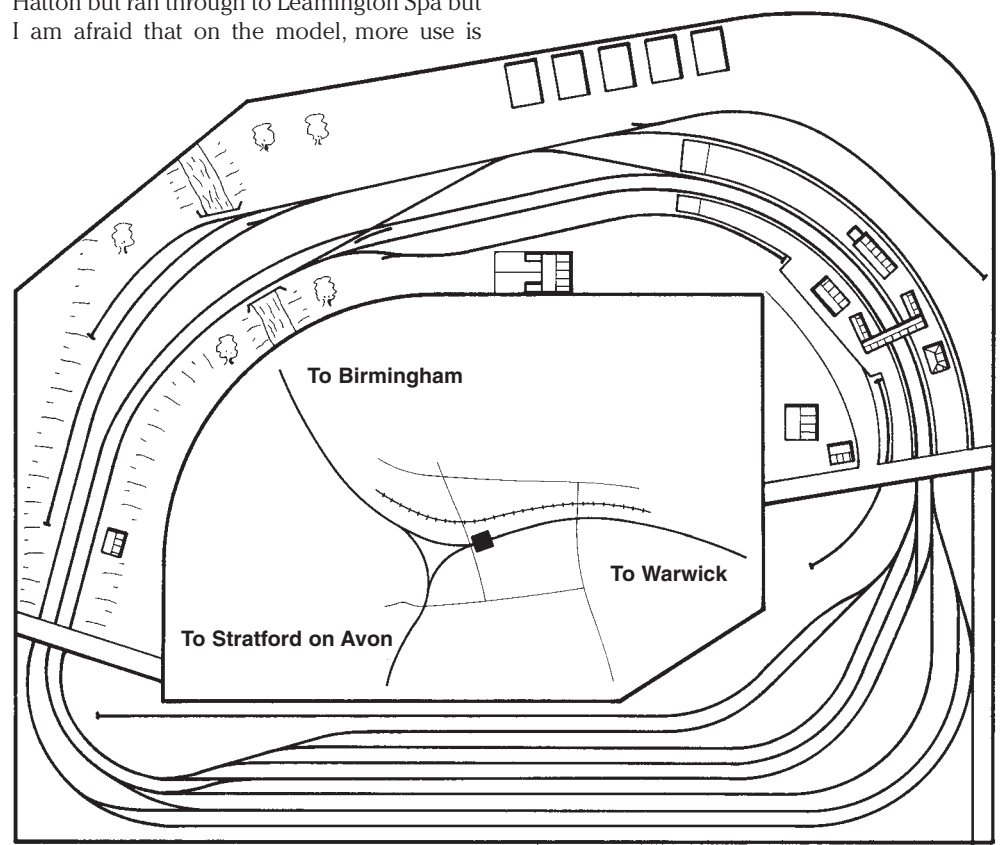 Hatton but ran through to Leamington Spa but
I am afraid that on the model, more use is
To Birmingham
To Warwick
To Stratford on Avon